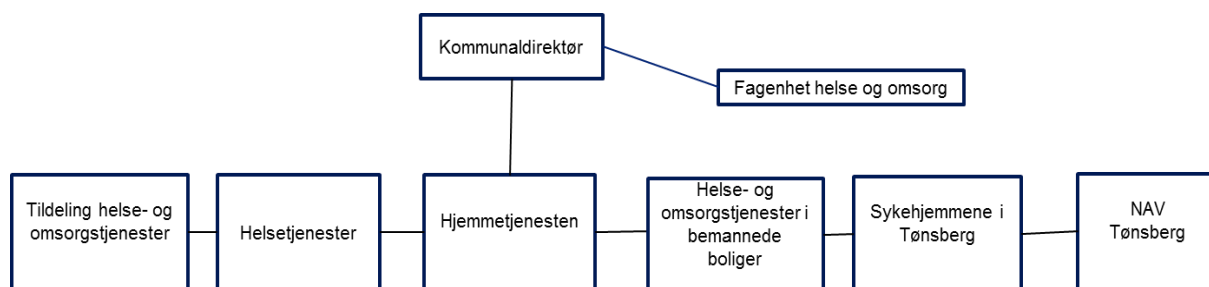 Kommunaldirektør
Fagenhet helse og omsorg
Tildeling helse- og
omsorgstjenester
Helsetjenester
Hjemmetjenesten
Helse- og
omsorgstjenester i
bemannede
boliger
Sykehjemmene i
Tønsberg
NAV
Tønsberg